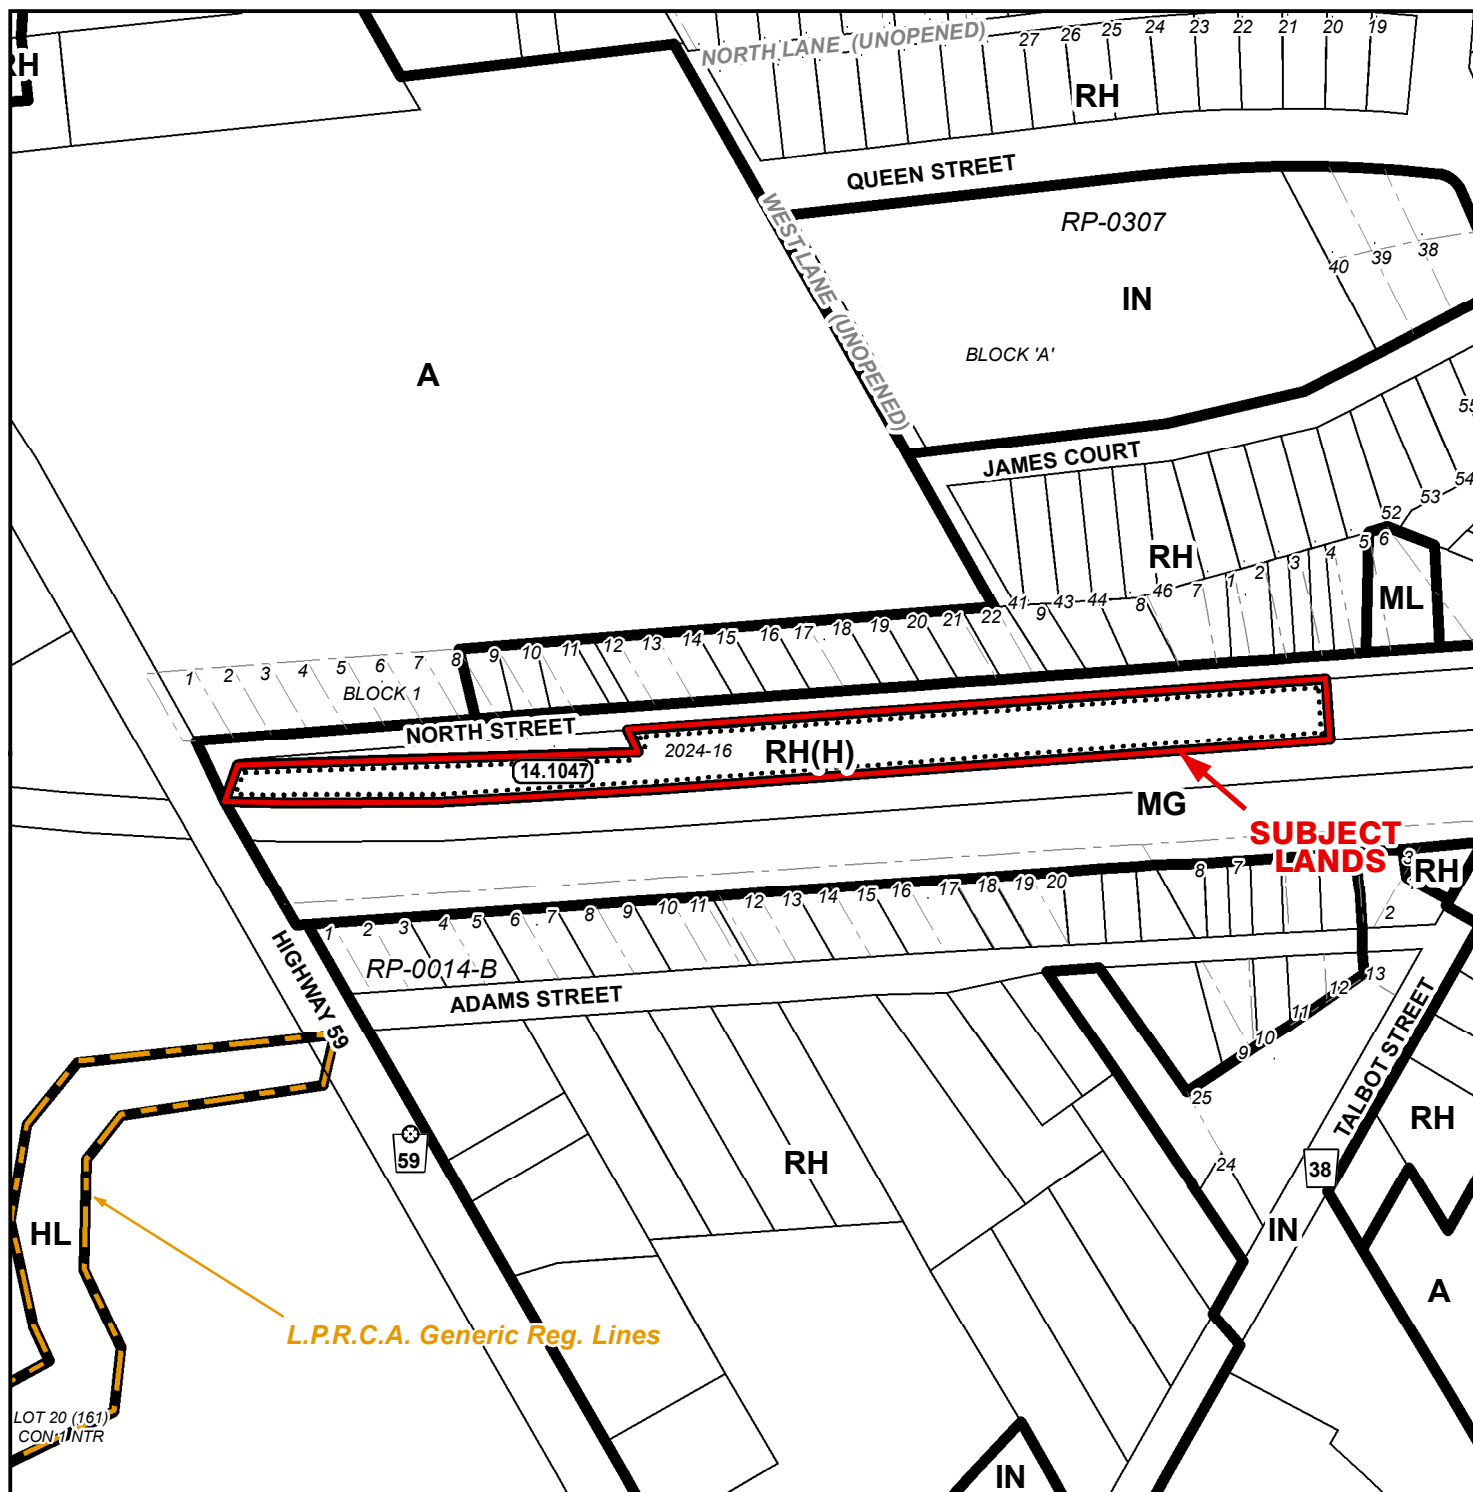 NORTH LANE (UNOPENED)
27 26 25 24 23 22 21 20 19
RH
RH
QUEEN STREET
WEST LANE (UNOPENED)
RP-0307
40 39 38
IN
BLOCK 'A'
A
JAMES COURT
55
54
53
52
RH
ML
41 9 43 44 8 46 7 1 2 3 4 5 6
1 2 3 4 5 6 7 8 9 10 11 12 13 14 15 16 17 18 19 20 21 22
BLOCK 1
NORTH STREET
2024-16
RH(H)
14.1047
MG
SUBJECT
LANDS
RH
1 2 3 4 5 6 7 8 9 10 11 12 13 14 15 16 17 18 19 20 8 7 3
2
RP-0014-B
ADAMS STREET
HIGHWAY 59
13
12
11
10
9
25
24
TALBOT STREET
59
38
RH
RH
HL
IN
A
L.P.R.C.A. Generic Reg. Lines
LOT 20 (161)
CON 1 NTR
IN